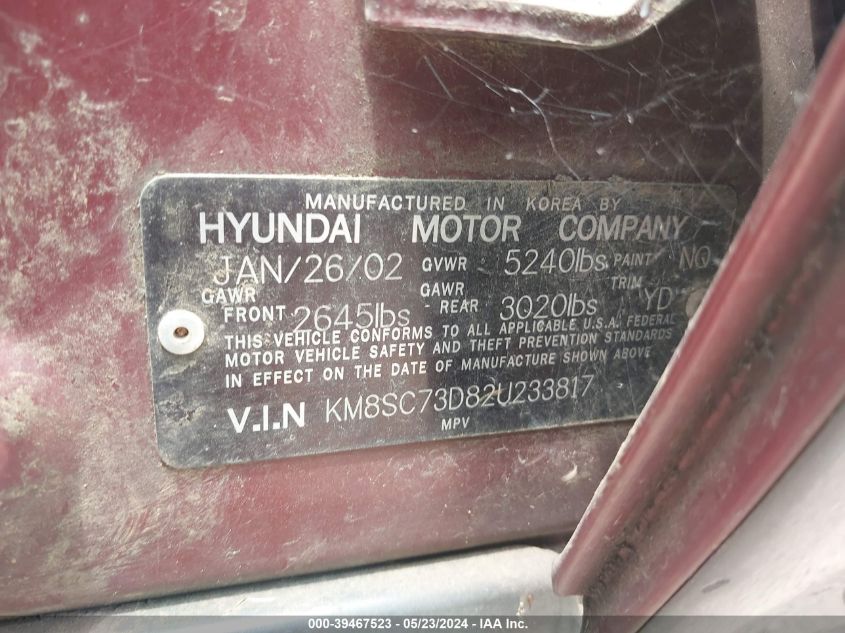 MANUFACTURED IN KOREA BY
HYUNDAI MOTOR COMPANY
JAN/26/02 GVWR 5240lbs PAINT NO
GAWR FRONT 2645lbs GAWR REAR 3020lbs TRIM YD
THIS VEHICLE CONFORMS TO ALL APPLICABLE U.S.A. FEDERAL
MOTOR VEHICLE SAFETY AND THEFT PREVENTION STANDARDS
IN EFFECT ON THE DATE OF MANUFACTURE SHOWN ABOVE
V.I.N KM8SC73D82U233817
MPV
000-39467523 - 05/23/2024 - IAA Inc.